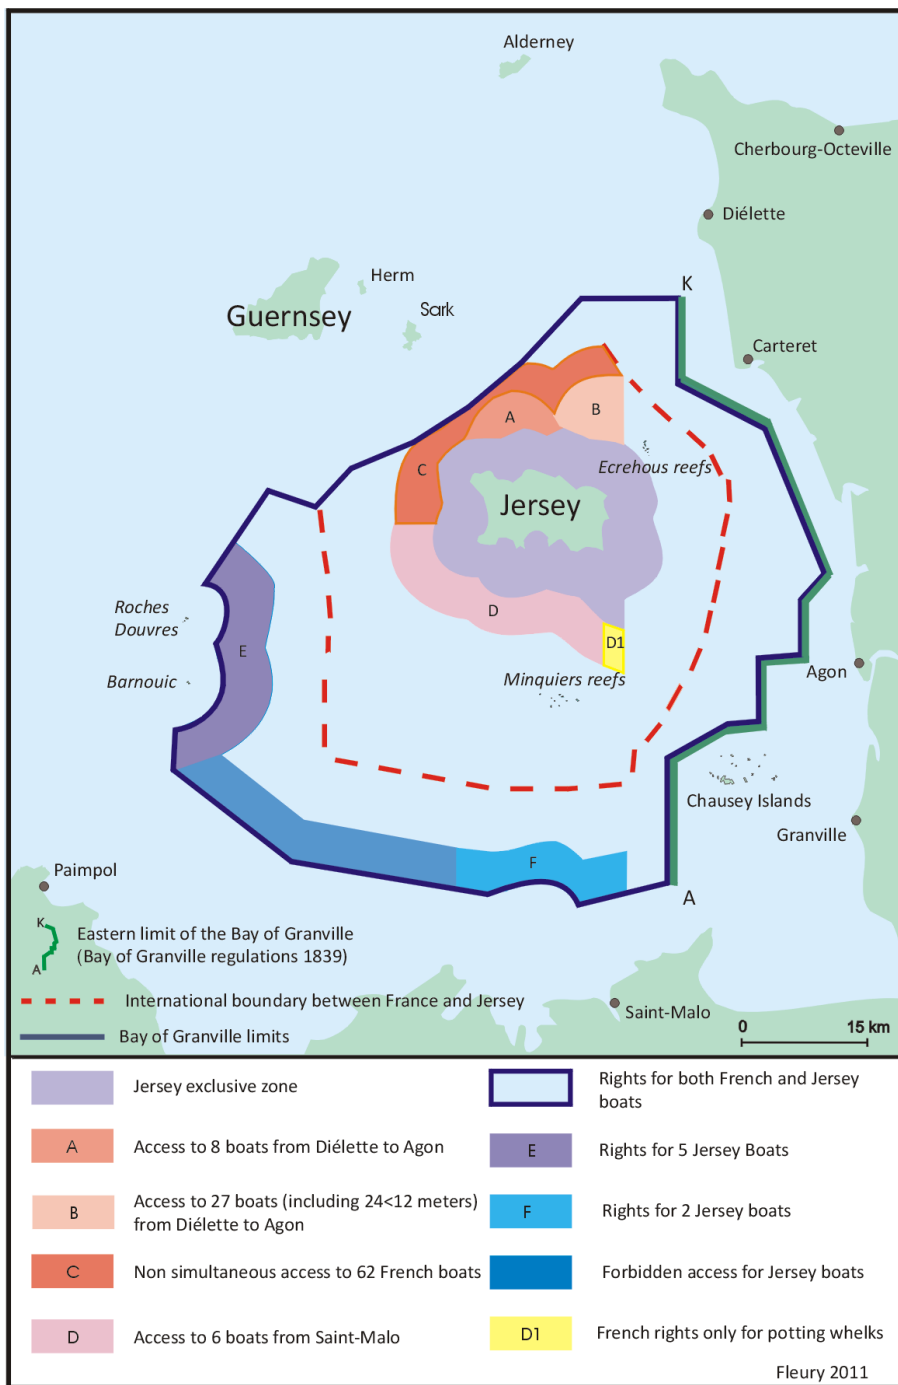 Alderney
Cherbourg-Octeville
Diélette
Herm
K
Guernsey
Sark
Carteret
A
B
C
Ecrehous reefs
Jersey
Roches
Douvres
D
E
D1
Barnouic
Minquiers reefs
Agon
Chausey Islands
Granville
F
Paimpol
A
K
A
Eastern limit of the Bay of Granville
(Bay of Granville regulations 1839)
International boundary between France and Jersey
Saint-Malo
0 15 km
Bay of Granville limits
Jersey exclusive zone
Rights for both French and Jersey
boats
A Access to 8 boats from Diélette to Agon
E Rights for 5 Jersey Boats
B Access to 27 boats (including 24<12 meters)
from Diélette to Agon
F Rights for 2 Jersey boats
C Non simultaneous access to 62 French boats
Forbidden access for Jersey boats
D Access to 6 boats from Saint-Malo
D1 French rights only for potting whelks
Fleury 2011